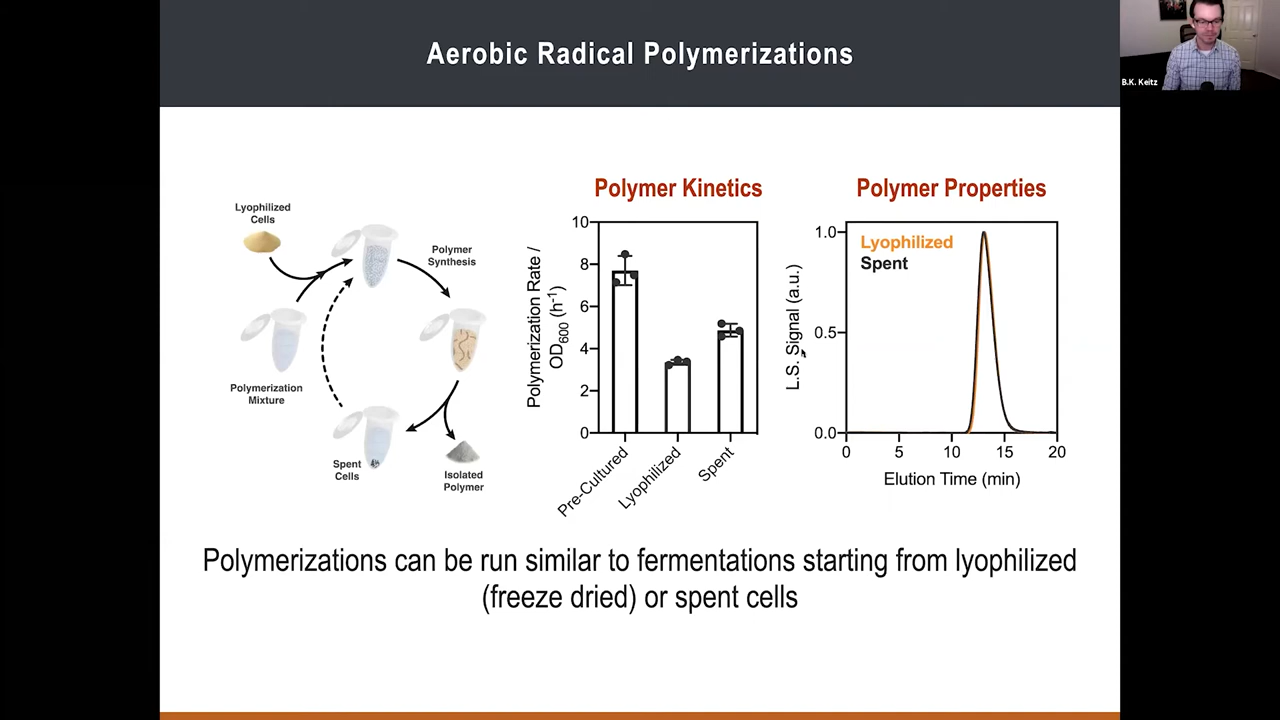 Aerobic Radical Polymerizations
B.K. Keitz
Lyophilized
Cells
Polymer
Synthesis
Polymerization
Mixture
Spent
Cells
Isolated
Polymer
Polymer Kinetics
Polymerization Rate /
OD600 (h-1)
10
8
6
4
2
0
Pre-Cultured
Lyophilized
Spent
Polymer Properties
Lyophilized
Spent
L.S. Signal (a.u.)
1.0
0.5
0.0
0 5 10 15 20
Elution Time (min)
Polymerizations can be run similar to fermentations starting from lyophilized
(freeze dried) or spent cells